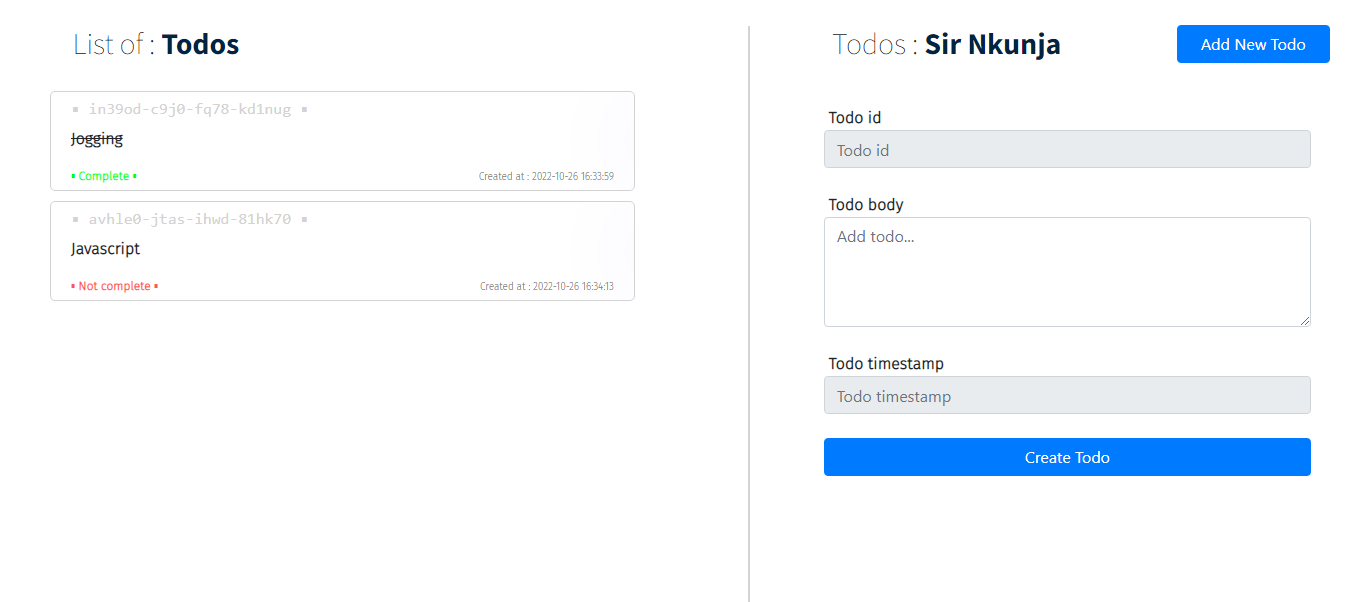 List of : Todos
▪ in39od-c9j0-fq78-kd1nug ▪
Jogging
▪ Complete ▪
Created at : 2022-10-26 16:33:59
▪ avhle0-jtas-ihwd-81hk70 ▪
Javascript
▪ Not complete ▪
Created at : 2022-10-26 16:34:13
Todos : Sir Nkunja
Add New Todo
Todo id
Todo id
Todo body
Add todo...
Todo timestamp
Todo timestamp
Create Todo